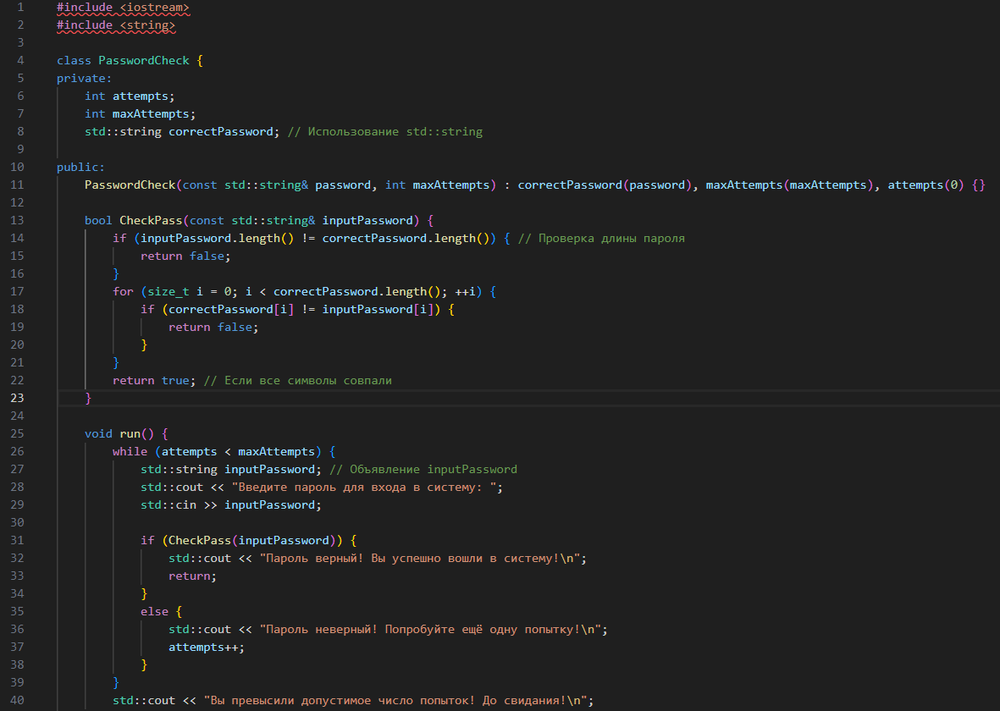 1 #include <iostream>
2 #include <string>
3
4 class PasswordCheck {
5 private:
6     int attempts;
7     int maxAttempts;
8     std::string correctPassword; // Использование std::string
9
10 public:
11     PasswordCheck(const std::string& password, int maxAttempts) : correctPassword(password), maxAttempts(maxAttempts), attempts(0) {}
12
13     bool CheckPass(const std::string& inputPassword) {
14         if (inputPassword.length() != correctPassword.length()) { // Проверка длины пароля
15             return false;
16         }
17         for (size_t i = 0; i < correctPassword.length(); ++i) {
18             if (correctPassword[i] != inputPassword[i]) {
19                 return false;
20             }
21         }
22         return true; // Если все символы совпали
23     }
24
25     void run() {
26         while (attempts < maxAttempts) {
27             std::string inputPassword; // Объявление inputPassword
28             std::cout << "Введите пароль для входа в систему: ";
29             std::cin >> inputPassword;
30
31             if (CheckPass(inputPassword)) {
32                 std::cout << "Пароль верный! Вы успешно вошли в систему!\n";
33                 return;
34             }
35             else {
36                 std::cout << "Пароль неверный! Попробуйте ещё одну попытку!\n";
37                 attempts++;
38             }
39         }
40         std::cout << "Вы превысили допустимое число попыток! До свидания!\n";